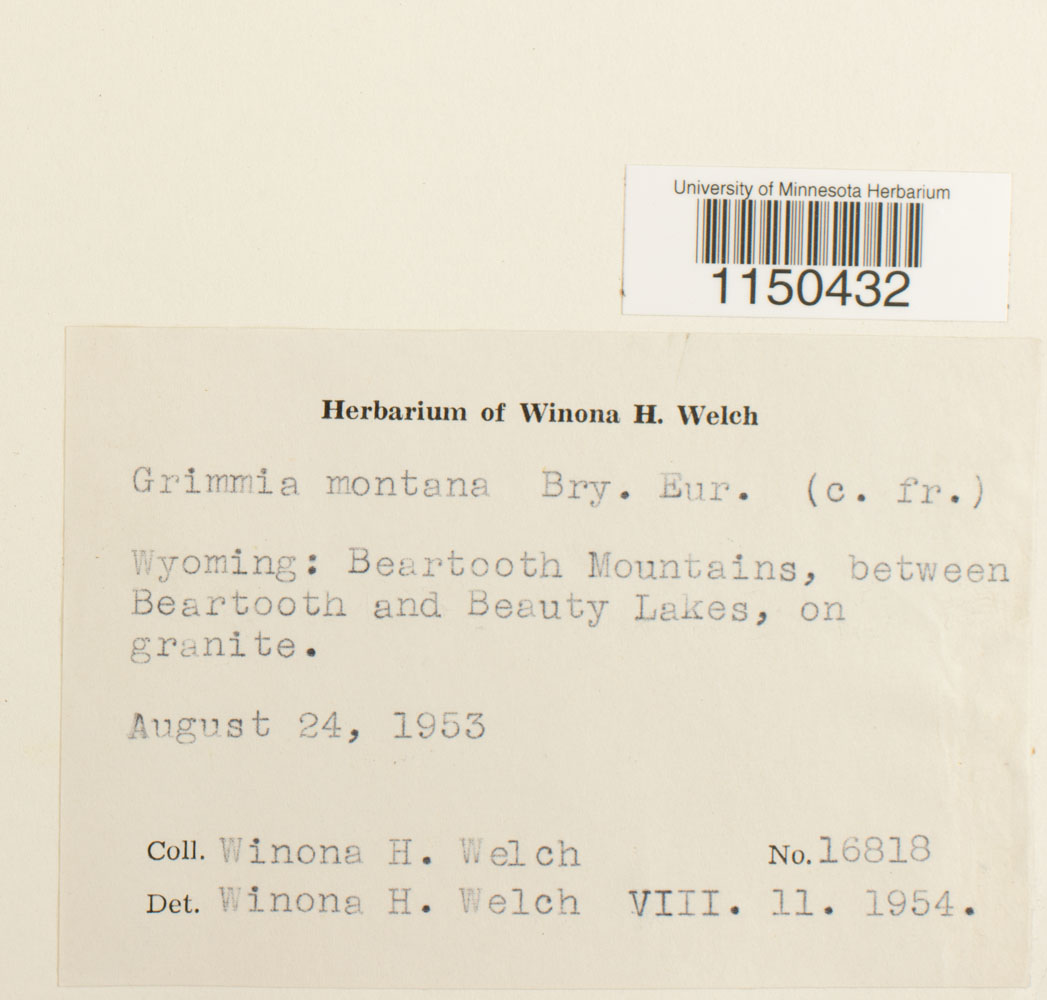 University of Minnesota Herbarium
1150432
Herbarium of Winona H. Welch
Grimmia montana Bry. Eur. (c. fr.)
Wyoming: Beartooth Mountains, between
Beartooth and Beauty Lakes, on
granite.
August 24, 1953
Coll. Winona H. Welch No. 16818
Det. Winona H. Welch VIII. 11. 1954.